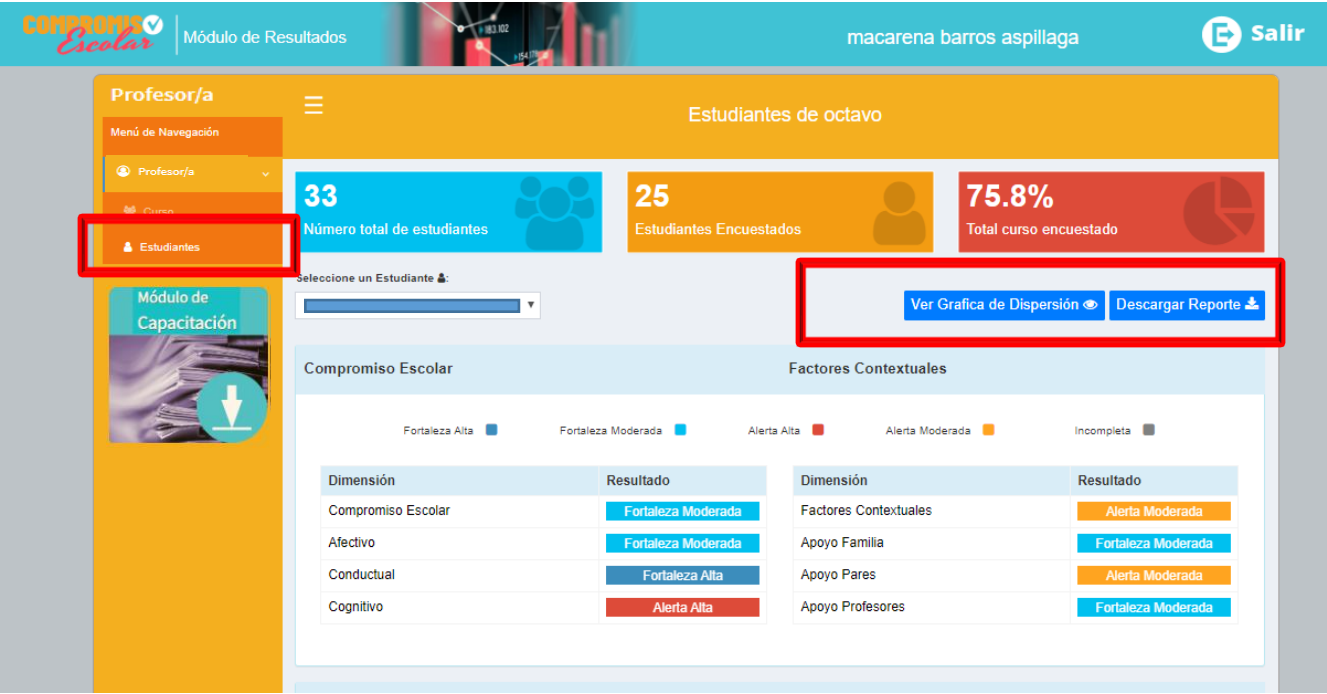 COMPROMISO
Escolar
Módulo de Resultados
183.102
macarena barros aspillaga
Salir
Profesor/a
Menú de Navegación
Profesor/a
Curso
Estudiantes
Módulo de
Capacitación
Estudiantes de octavo
33
Número total de estudiantes
25
Estudiantes Encuestados
75.8%
Total curso encuestado
Seleccione un Estudiante :
Ver Grafica de Dispersión
Descargar Reporte
Compromiso Escolar
Factores Contextuales
Fortaleza Alta
Fortaleza Moderada
Alerta Alta
Alerta Moderada
Incompleta
Dimensión Resultado
Compromiso Escolar Fortaleza Moderada
Afectivo Fortaleza Moderada
Conductual Fortaleza Alta
Cognitivo Alerta Alta
Dimensión Resultado
Factores Contextuales Alerta Moderada
Apoyo Familia Fortaleza Moderada
Apoyo Pares Alerta Moderada
Apoyo Profesores Fortaleza Moderada